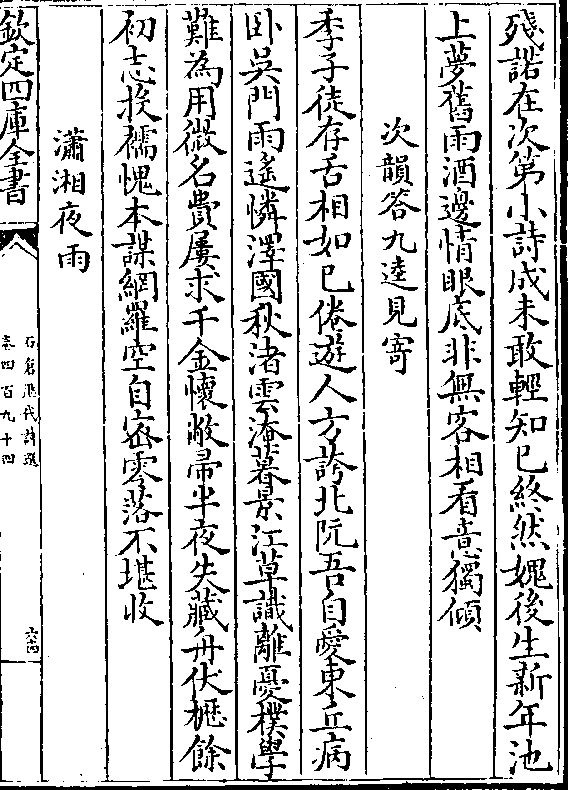 殘諾在次第小詩成未敢輕知已終然媿後生新年池
上夢舊雨酒邊情眼底非無客相看意獨傾
次韻答九逵見寄
季子徒存舌相如已倦遊人方誇北阮吾自愛東丘病
卧吳門雨遙憐澤國秋渚雲淹暮景江草識離憂樸學
難為用微名費屢求千金懷敝帚半夜失藏舟伏櫪餘
初志投襦愧本謀網羅空自密零落不堪收
瀟湘夜雨
欽定四庫全書
石倉歷代詩選
卷四百九十四
六四